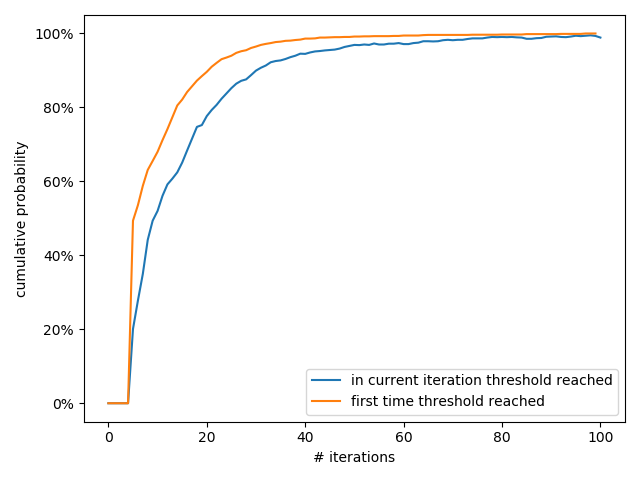 100%
80%
60%
40%
20%
0%
cumulative probability
0 20 40 60 80 100
# iterations
in current iteration threshold reached
first time threshold reached